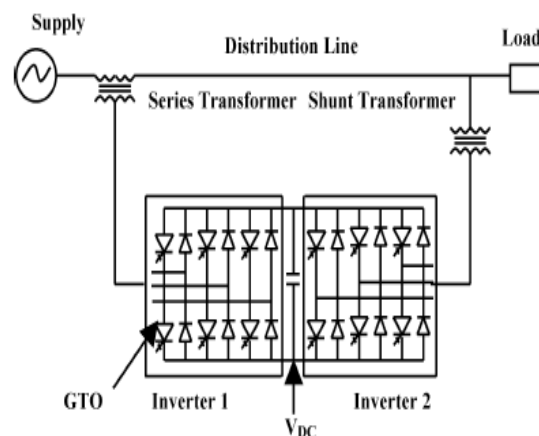 Supply
Distribution Line
Load
Series Transformer
Shunt Transformer
GTO
Inverter 1
Inverter 2
VDC